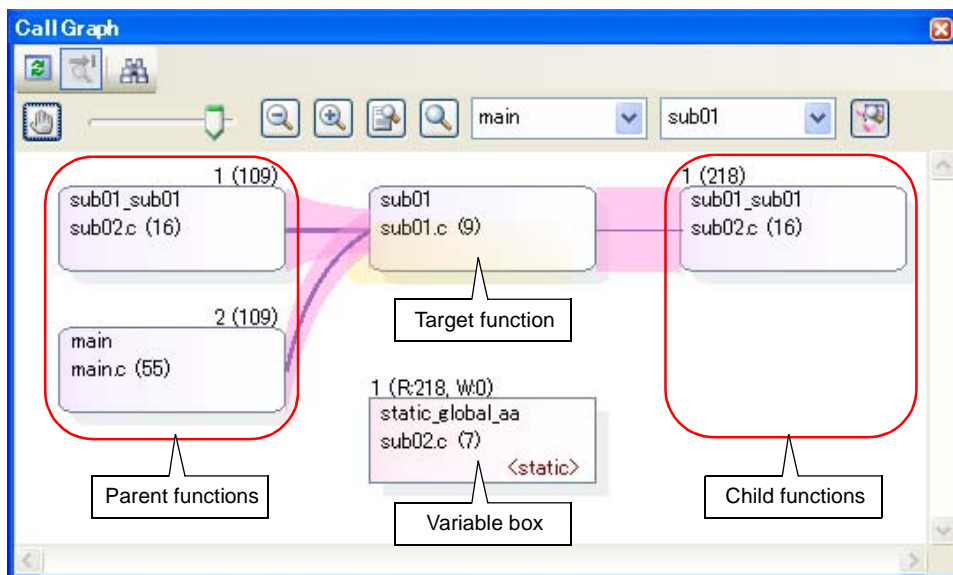 Call Graph
main
sub01
1 (109)
sub01_sub01
sub02.c (16)
sub01
sub01.c (9)
1 (218)
sub01_sub01
sub02.c (16)
Target function
2 (109)
main
main.c (55)
1 (R:218, W:0)
static_global_aa
sub02.c (7)
<static>
Parent functions
Variable box
Child functions